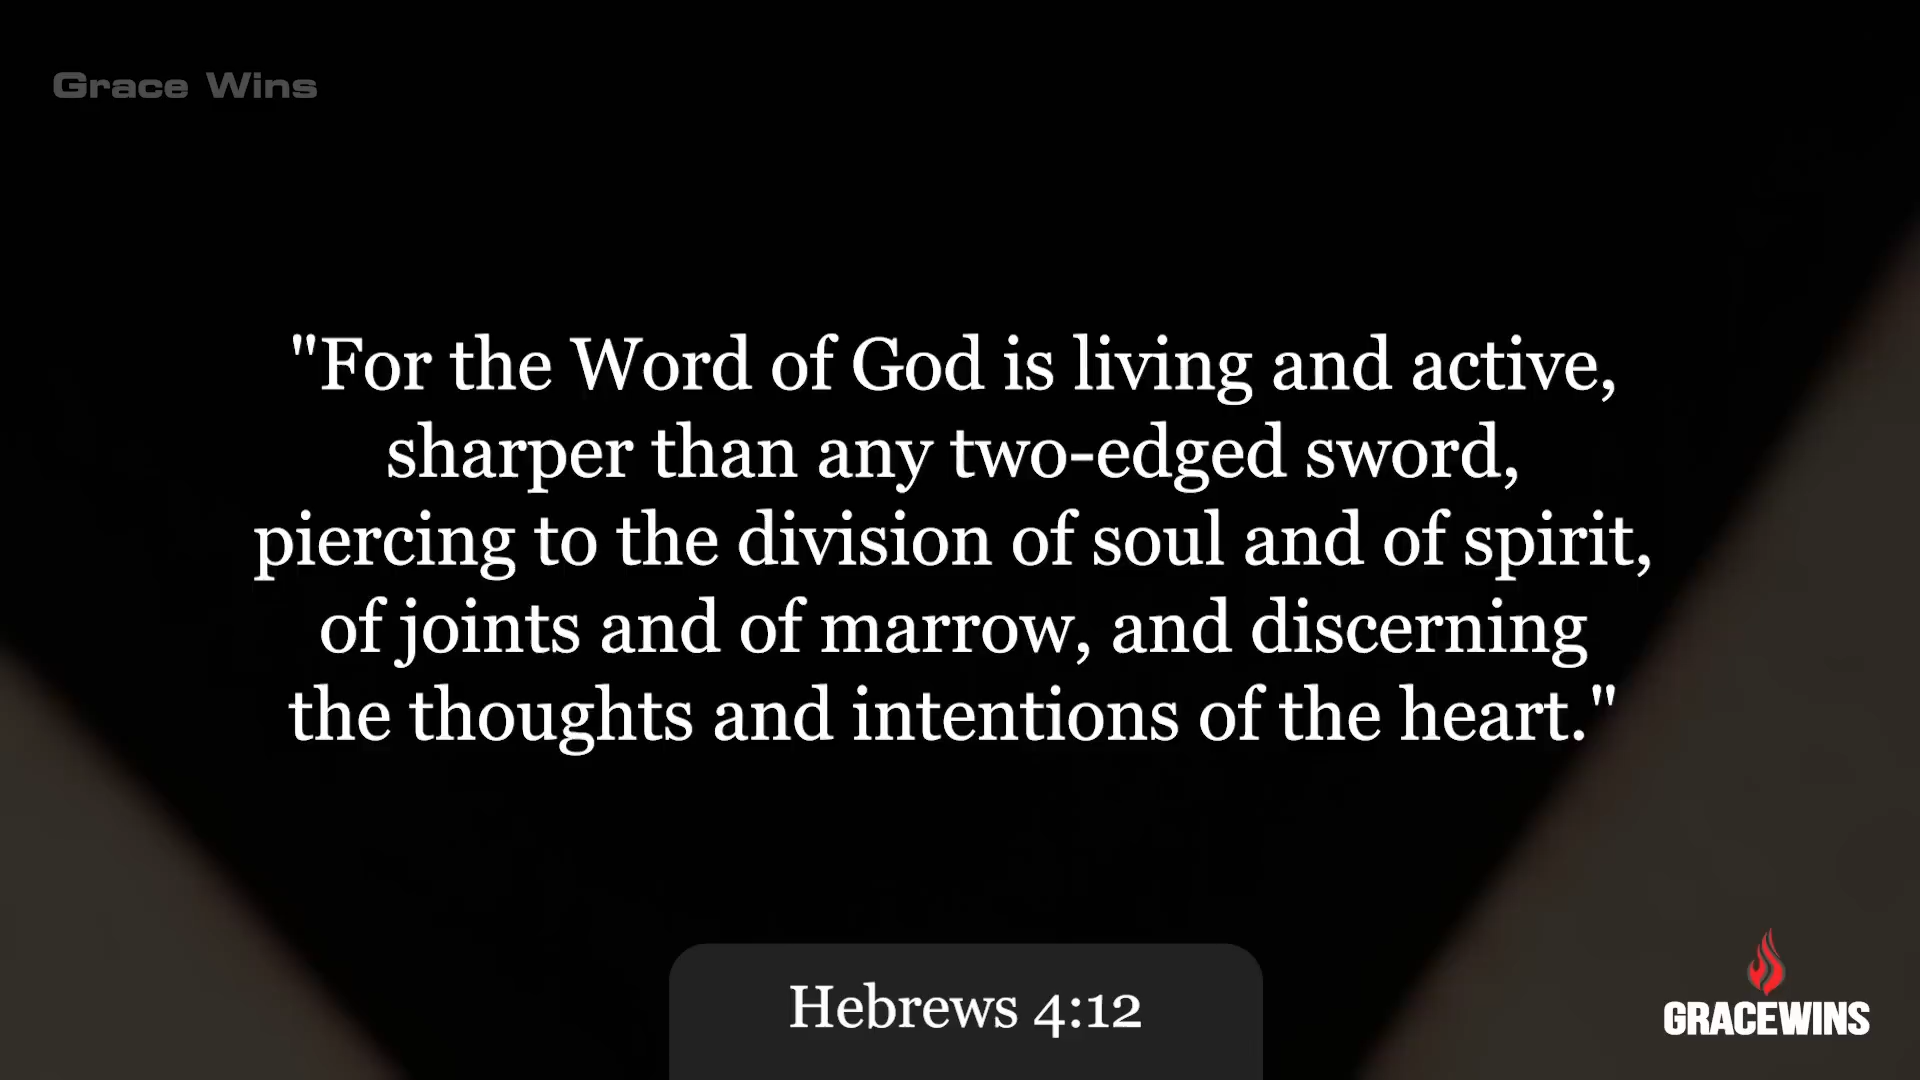 Grace Wins
"For the Word of God is living and active,
sharper than any two-edged sword,
piercing to the division of soul and of spirit,
of joints and of marrow, and discerning
the thoughts and intentions of the heart."
Hebrews 4:12
GRACEWINS